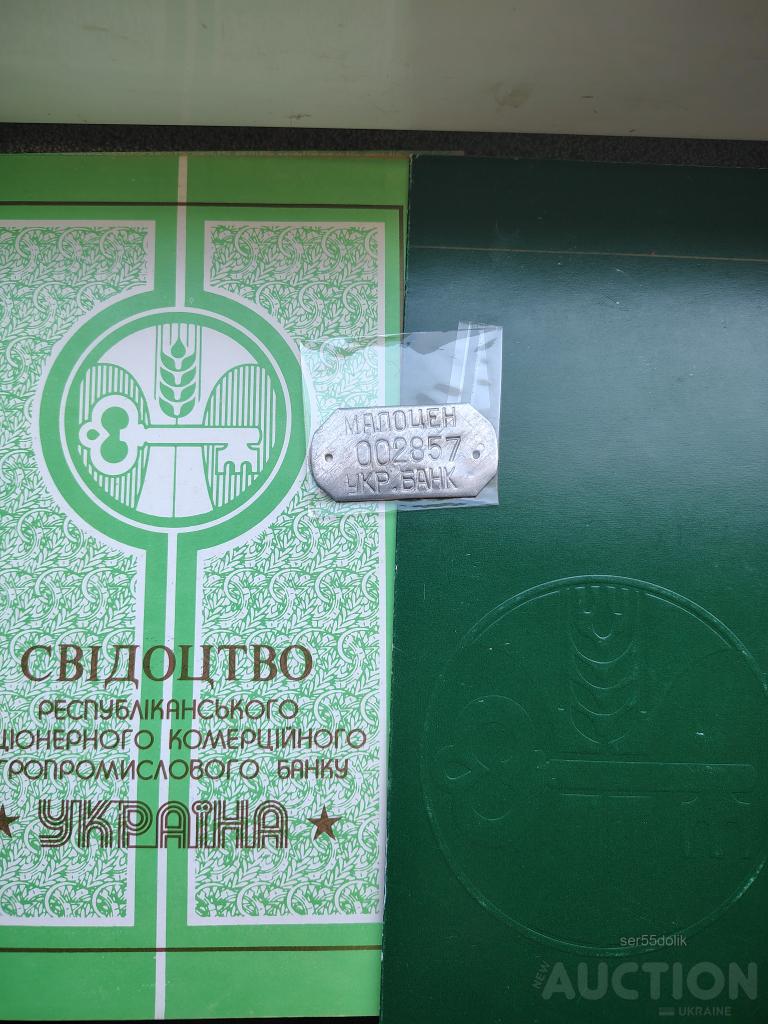 МАЛОЦЕН
002857
УКР.БАНК
СВІДОЦТВО
РЕСПУБЛІКАНСЬКОГО
ЦІОНЕРНОГО КОМЕРЦІЙНОГО
ГРОПРОМИСЛОВОГО БАНКУ
УКРАЇНА
ser55dolik
NEW AUCTION
UKRAINE